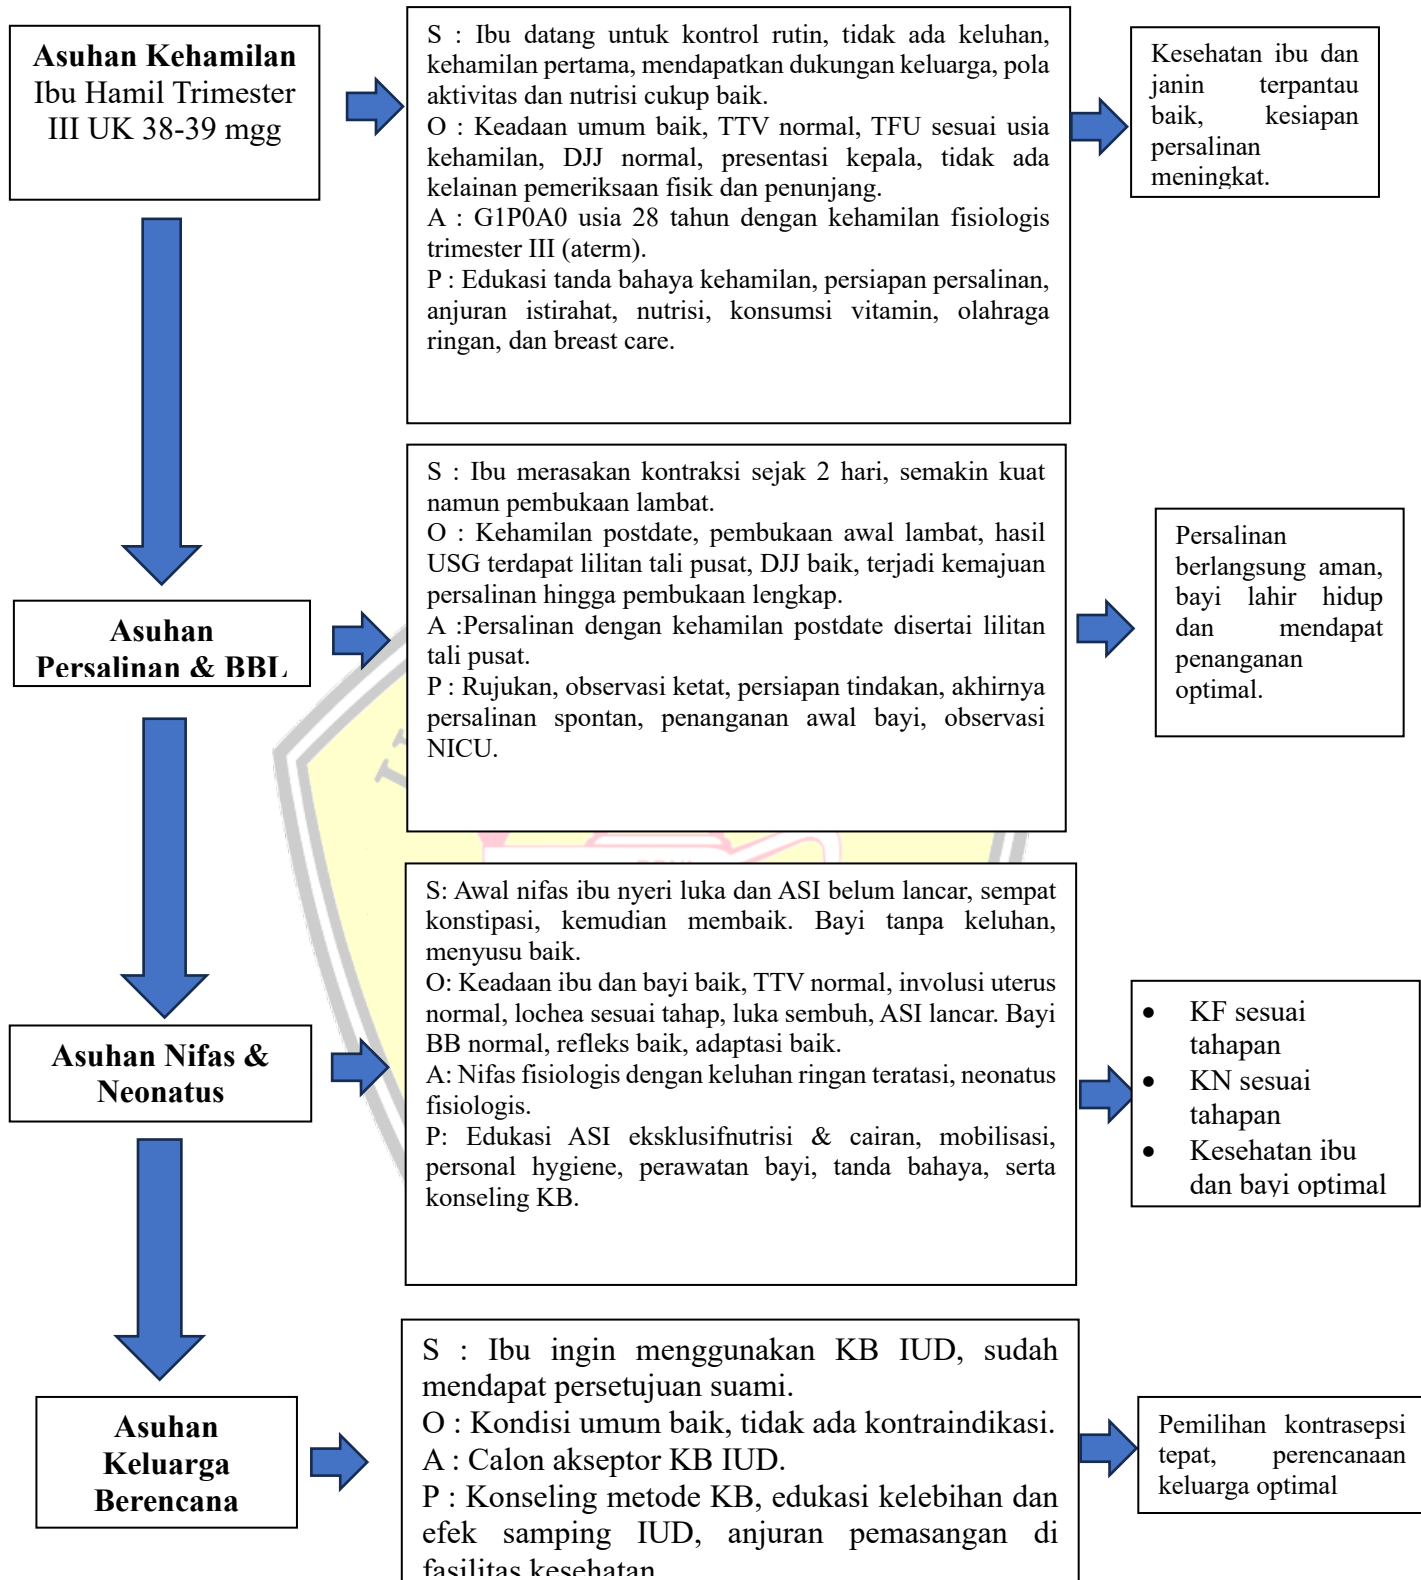 Asuhan Kehamilan
Ibu Hamil Trimester
III UK 38-39 mgg
S : Ibu datang untuk kontrol rutin, tidak ada keluhan,
kehamilan pertama, mendapatkan dukungan keluarga, pola
aktivitas dan nutrisi cukup baik.
O : Keadaan umum baik, TTV normal, TFU sesuai usia
kehamilan, DJJ normal, presentasi kepala, tidak ada
kelainan pemeriksaan fisik dan penunjang.
A : G1P0A0 usia 28 tahun dengan kehamilan fisiologis
trimester III (aterm).
P : Edukasi tanda bahaya kehamilan, persiapan persalinan,
anjuran istirahat, nutrisi, konsumsi vitamin, olahraga
ringan, dan breast care.
Kesehatan ibu dan
janin terpantau
baik, kesiapan
persalinan
meningkat.
Asuhan
Persalinan & BBL
S : Ibu merasakan kontraksi sejak 2 hari, semakin kuat
namun pembukaan lambat.
O : Kehamilan postdate, pembukaan awal lambat, hasil
USG terdapat lilitan tali pusat, DJJ baik, terjadi kemajuan
persalinan hingga pembukaan lengkap.
A :Persalinan dengan kehamilan postdate disertai lilitan
tali pusat.
P : Rujukan, observasi ketat, persiapan tindakan, akhirnya
persalinan spontan, penanganan awal bayi, observasi
NICU.
Persalinan
berlangsung aman,
bayi lahir hidup
dan mendapat
penanganan
optimal.
Asuhan Nifas &
Neonatus
S: Awal nifas ibu nyeri luka dan ASI belum lancar, sempat
konstipasi, kemudian membaik. Bayi tanpa keluhan,
menyusu baik.
O: Keadaan ibu dan bayi baik, TTV normal, involusi uterus
normal, lochea sesuai tahap, luka sembuh, ASI lancar. Bayi
BB normal, refleks baik, adaptasi baik.
A: Nifas fisiologis dengan keluhan ringan teratasi, neonatus
fisiologis.
P: Edukasi ASI eksklusifnutrisi & cairan, mobilisasi,
personal hygiene, perawatan bayi, tanda bahaya, serta
konseling KB.
• KF sesuai
tahapan
• KN sesuai
tahapan
• Kesehatan ibu
dan bayi optimal
Asuhan
Keluarga
Berencana
S : Ibu ingin menggunakan KB IUD, sudah
mendapat persetujuan suami.
O : Kondisi umum baik, tidak ada kontraindikasi.
A : Calon akseptor KB IUD.
P : Konseling metode KB, edukasi kelebihan dan
efek samping IUD, anjuran pemasangan di
fasilitas kesehatan
Pemilihan kontrasepsi
tepat, perencanaan
keluarga optimal